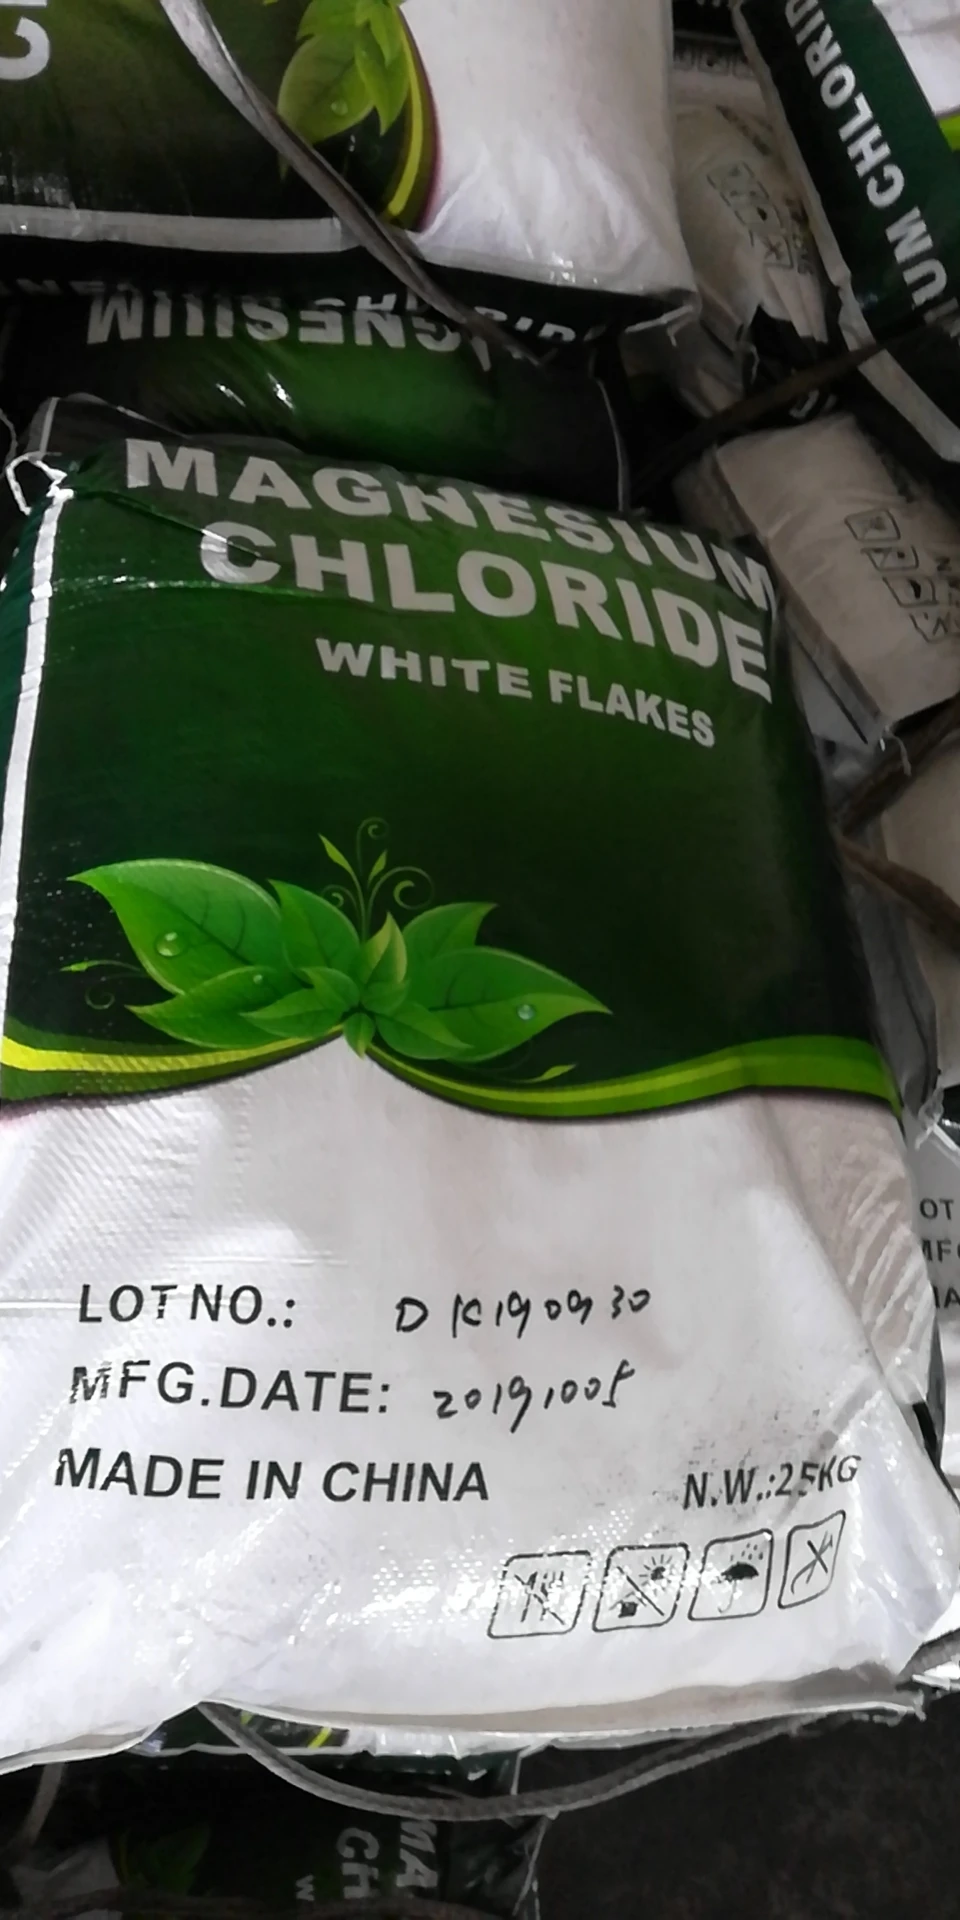 MAGNESIUM
CHLORIDE
WHITE FLAKES
LOT NO.: DK190930
MFG.DATE: 20191005
MADE IN CHINA
N.W.:25KG